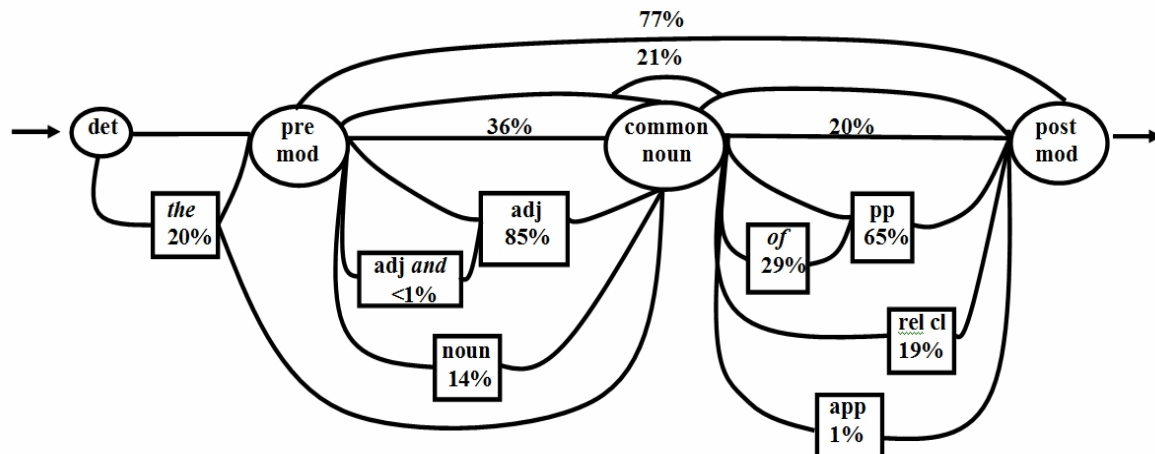 77%
21%
det
pre
mod
36%
common
noun
20%
post
mod
the
20%
adj
85%
adj and
<1%
noun
14%
of
29%
pp
65%
rel cl
19%
app
1%